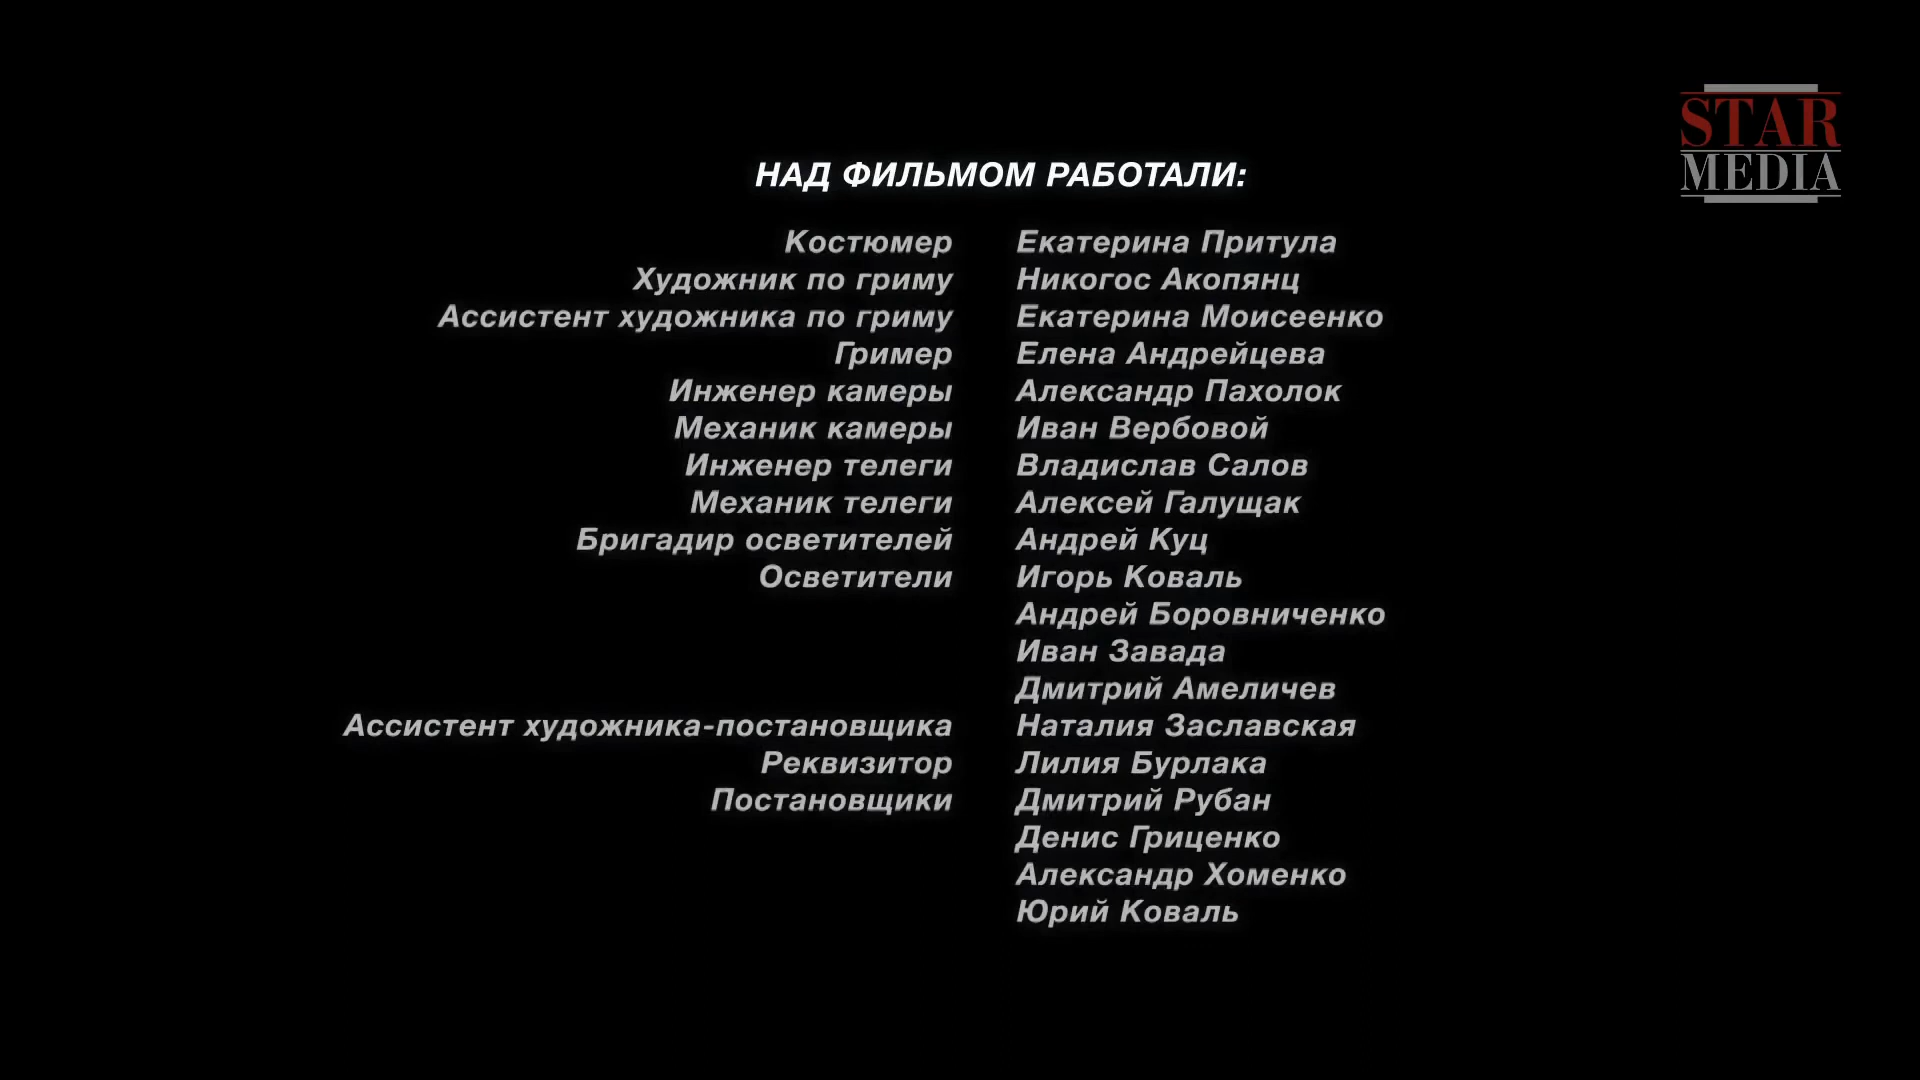 STAR
MEDIA
НАД ФИЛЬМОМ РАБОТАЛИ:
Костюмер Екатерина Притула
Художник по гриму Никогос Акопянц
Ассистент художника по гриму Екатерина Моисеенко
Гример Елена Андрейцева
Инженер камеры Александр Пахолок
Механик камеры Иван Вербовой
Инженер телеги Владислав Салов
Механик телеги Алексей Галущак
Бригадир осветителей Андрей Куц
Осветители Игорь Коваль
Андрей Боровниченко
Иван Завада
Дмитрий Амеличев
Ассистент художника-постановщика Наталия Заславская
Реквизитор Лилия Бурлака
Постановщики Дмитрий Рубан
Денис Гриценко
Александр Хоменко
Юрий Коваль